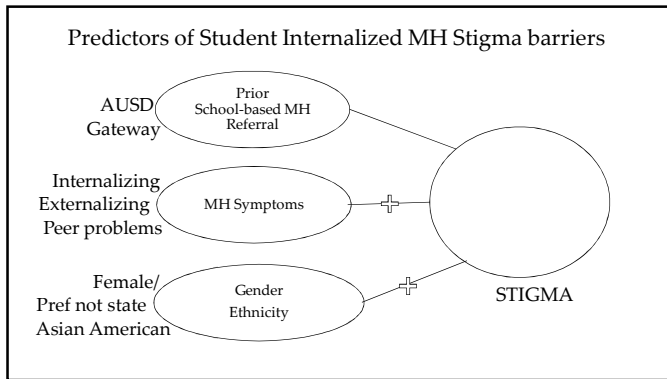 Predictors of Student Internalized MH Stigma barriers
AUSD
Gateway
Prior
School-based MH
Referral
Internalizing
Externalizing
Peer problems
MH Symptoms
Female/
Pref not state
Asian American
Gender
Ethnicity
STIGMA